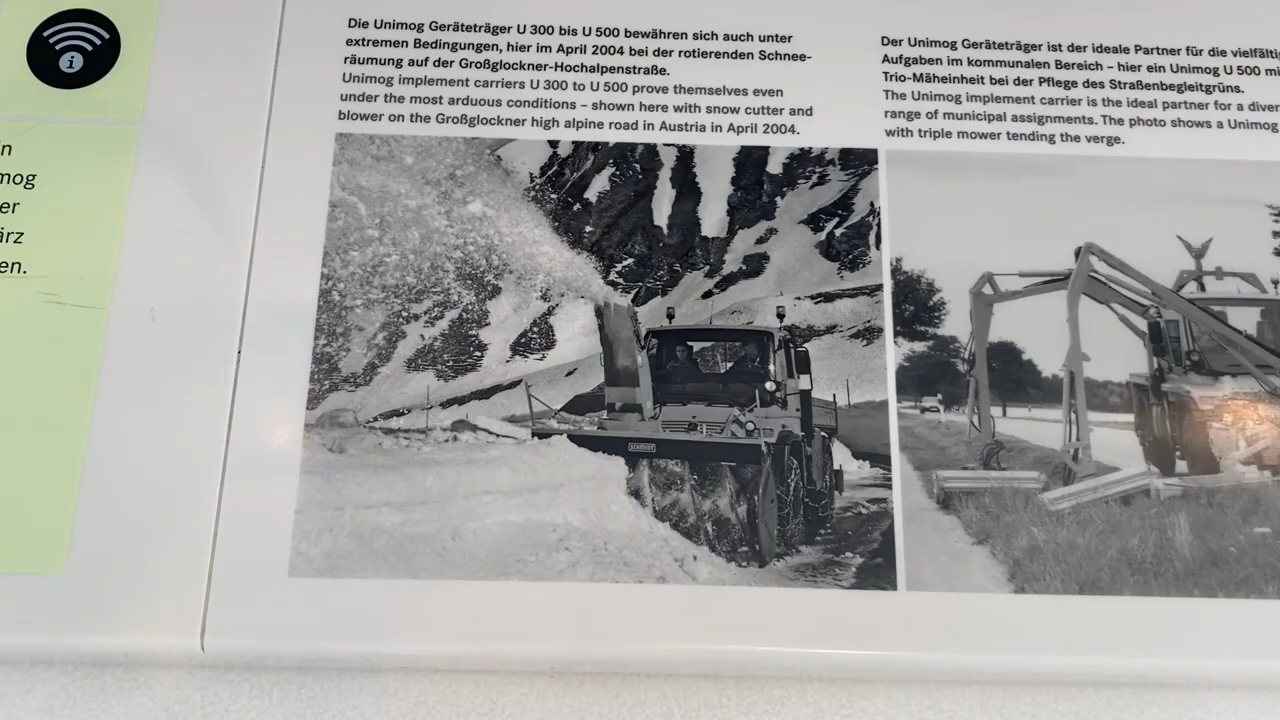 i
n
mog
er
ärz
en.
Die Unimog Geräteträger U 300 bis U 500 bewähren sich auch unter
extremen Bedingungen, hier im April 2004 bei der rotierenden Schnee-
räumung auf der Großglockner-Hochalpenstraße.
Unimog implement carriers U 300 to U 500 prove themselves even
under the most arduous conditions – shown here with snow cutter and
blower on the Großglockner high alpine road in Austria in April 2004.
Der Unimog Geräteträger ist der ideale Partner für die vielfälti
Aufgaben im kommunalen Bereich – hier ein Unimog U 500 mi
Trio-Mäheinheit bei der Pflege des Straßenbegleitgrüns.
The Unimog implement carrier is the ideal partner for a diver
range of municipal assignments. The photo shows a Unimog
with triple mower tending the verge.
SCHMIDT